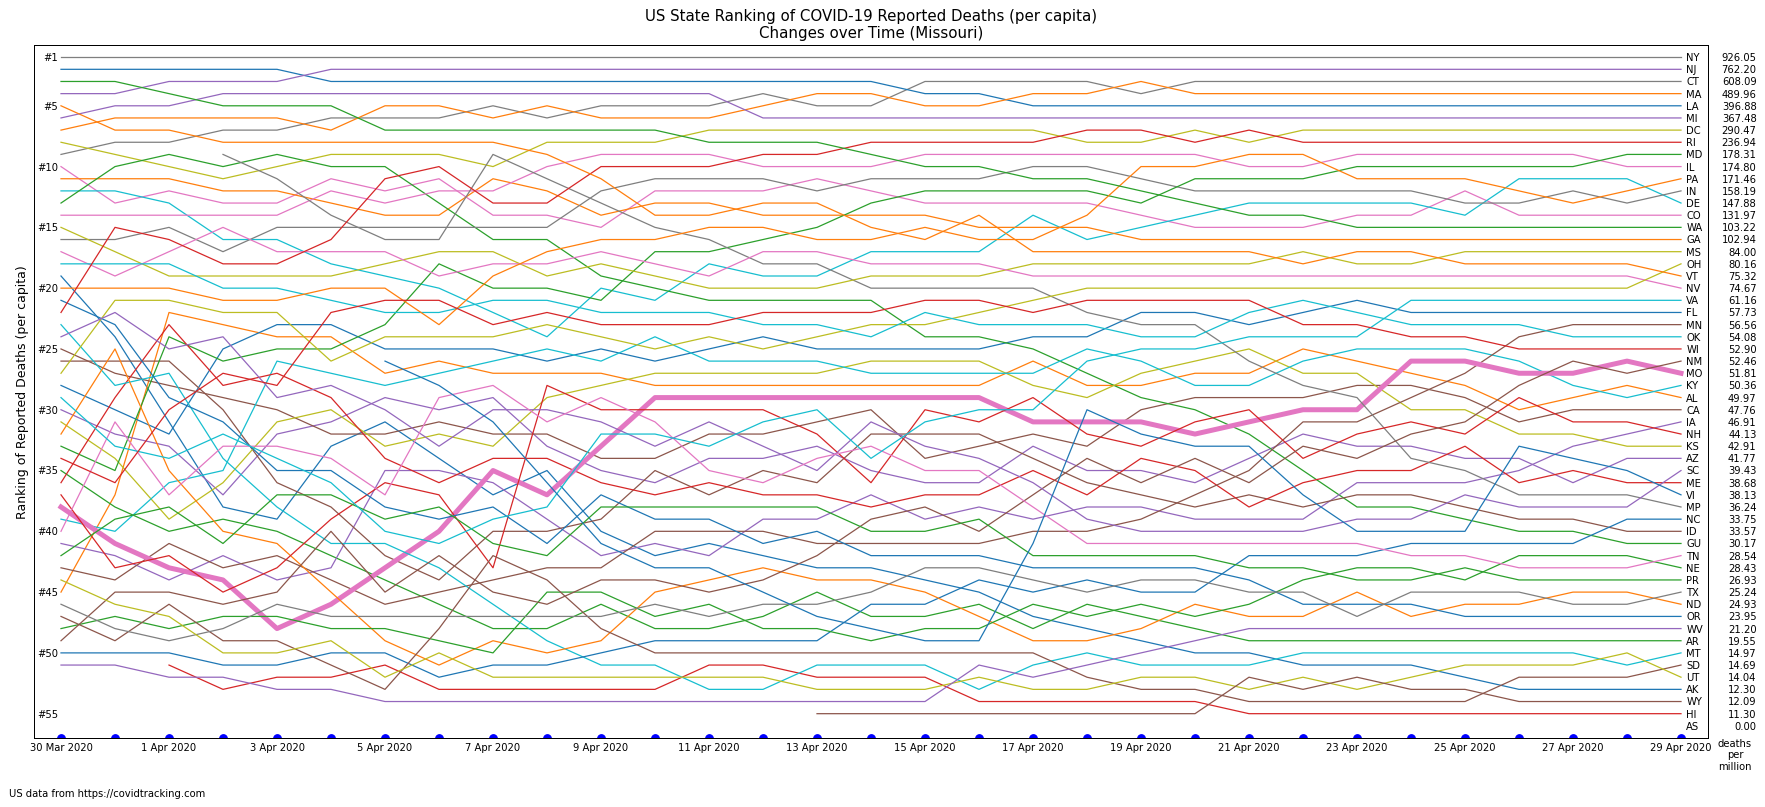 US State Ranking of COVID-19 Reported Deaths (per capita)
Changes over Time (Missouri)
Ranking of Reported Deaths (per capita)
#1
#5
#10
#15
#20
#25
#30
#35
#40
#45
#50
#55
NY 926.05
NJ 762.20
CT 608.09
MA 489.96
LA 396.88
MI 367.48
DC 290.47
RI 236.94
MD 178.31
IL 174.80
PA 171.46
IN 158.19
DE 147.88
CO 131.97
WA 103.22
GA 102.94
MS 84.00
OH 80.16
VT 75.32
NV 74.67
VA 61.16
FL 57.73
MN 56.56
OK 54.08
WI 52.90
NM 52.46
MO 51.81
KY 50.36
AL 49.97
CA 47.76
IA 46.91
NH 44.13
KS 42.91
AZ 41.77
SC 39.43
ME 38.68
VI 38.13
MP 36.24
NC 33.75
ID 33.57
GU 30.17
TN 28.54
NE 28.43
PR 26.93
TX 25.24
ND 24.93
OR 23.95
WV 21.20
AR 19.55
MT 14.97
SD 14.69
UT 14.04
AK 12.30
WY 12.09
HI 11.30
AS 0.00
30 Mar 2020 1 Apr 2020 3 Apr 2020 5 Apr 2020 7 Apr 2020 9 Apr 2020 11 Apr 2020 13 Apr 2020 15 Apr 2020 17 Apr 2020 19 Apr 2020 21 Apr 2020 23 Apr 2020 25 Apr 2020 27 Apr 2020 29 Apr 2020
deaths
per
million
US data from https://covidtracking.com